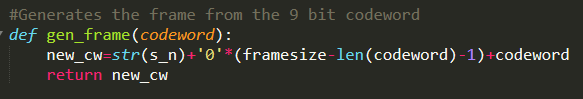 #Generates the frame from the 9 bit codeword
def gen_frame(codeword):
    new_cw=str(s_n)+'0'*(framesize-len(codeword)-1)+codeword
    return new_cw